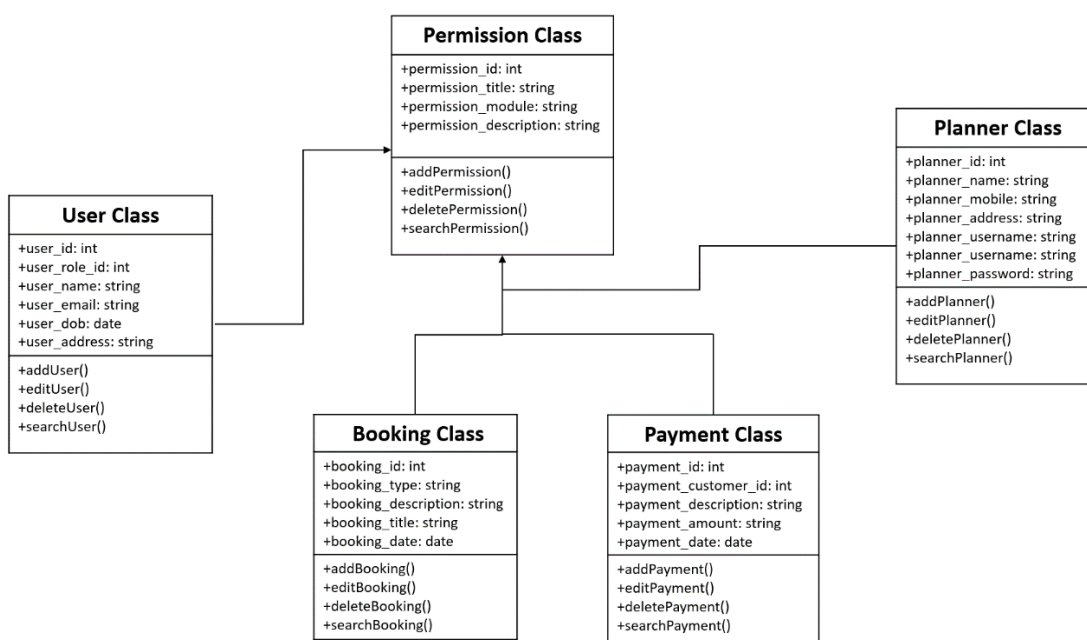 Permission Class
+permission_id: int
+permission_title: string
+permission_module: string
+permission_description: string
+addPermission()
+editPermission()
+deletePermission()
+searchPermission()
Planner Class
+planner_id: int
+planner_name: string
+planner_mobile: string
+planner_address: string
+planner_username: string
+planner_username: string
+planner_password: string
+addPlanner()
+editPlanner()
+deletePlanner()
+searchPlanner()
User Class
+user_id: int
+user_role_id: int
+user_name: string
+user_email: string
+user_dob: date
+user_address: string
+addUser()
+editUser()
+deleteUser()
+searchUser()
Booking Class
+booking_id: int
+booking_type: string
+booking_description: string
+booking_title: string
+booking_date: date
+addBooking()
+editBooking()
+deleteBooking()
+searchBooking()
Payment Class
+payment_id: int
+payment_customer_id: int
+payment_description: string
+payment_amount: string
+payment_date: date
+addPayment()
+editPayment()
+deletePayment()
+searchPayment()